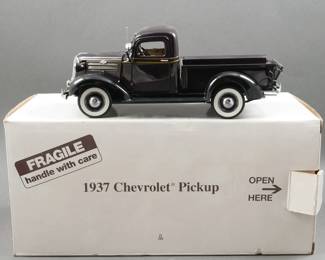 FRAGILE
handle with care
1937 Chevrolet® Pickup
OPEN
HERE